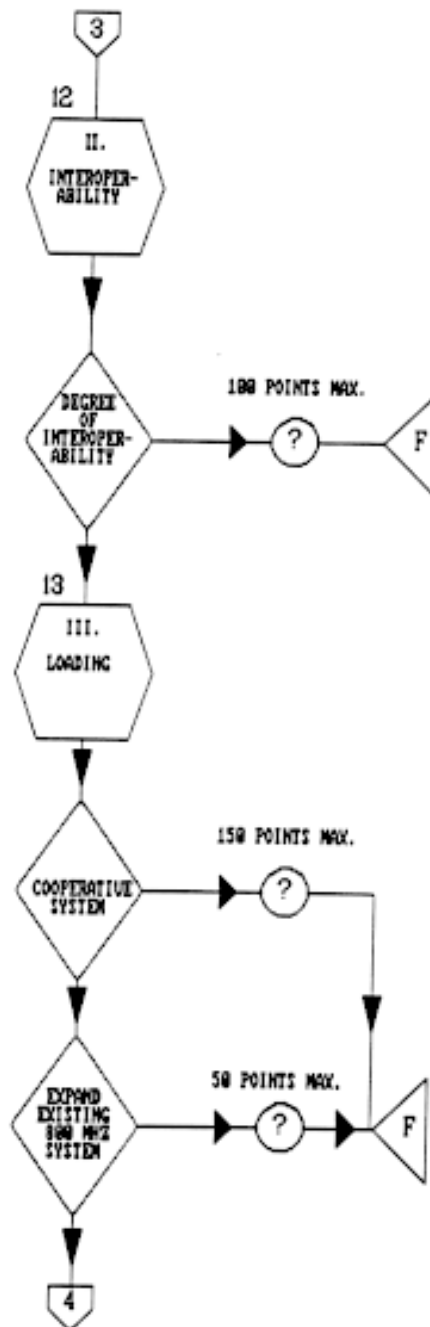 3
12
II.
INTEROPER-
ABILITY
100 POINTS MAX.
DEGREE
OF
INTEROPER-
ABILITY
?
F
13
III.
LOADING
150 POINTS MAX.
COOPERATIVE
SYSTEM
?
50 POINTS MAX.
EXPAND
EXISTING
800 MHZ
SYSTEM
?
F
4